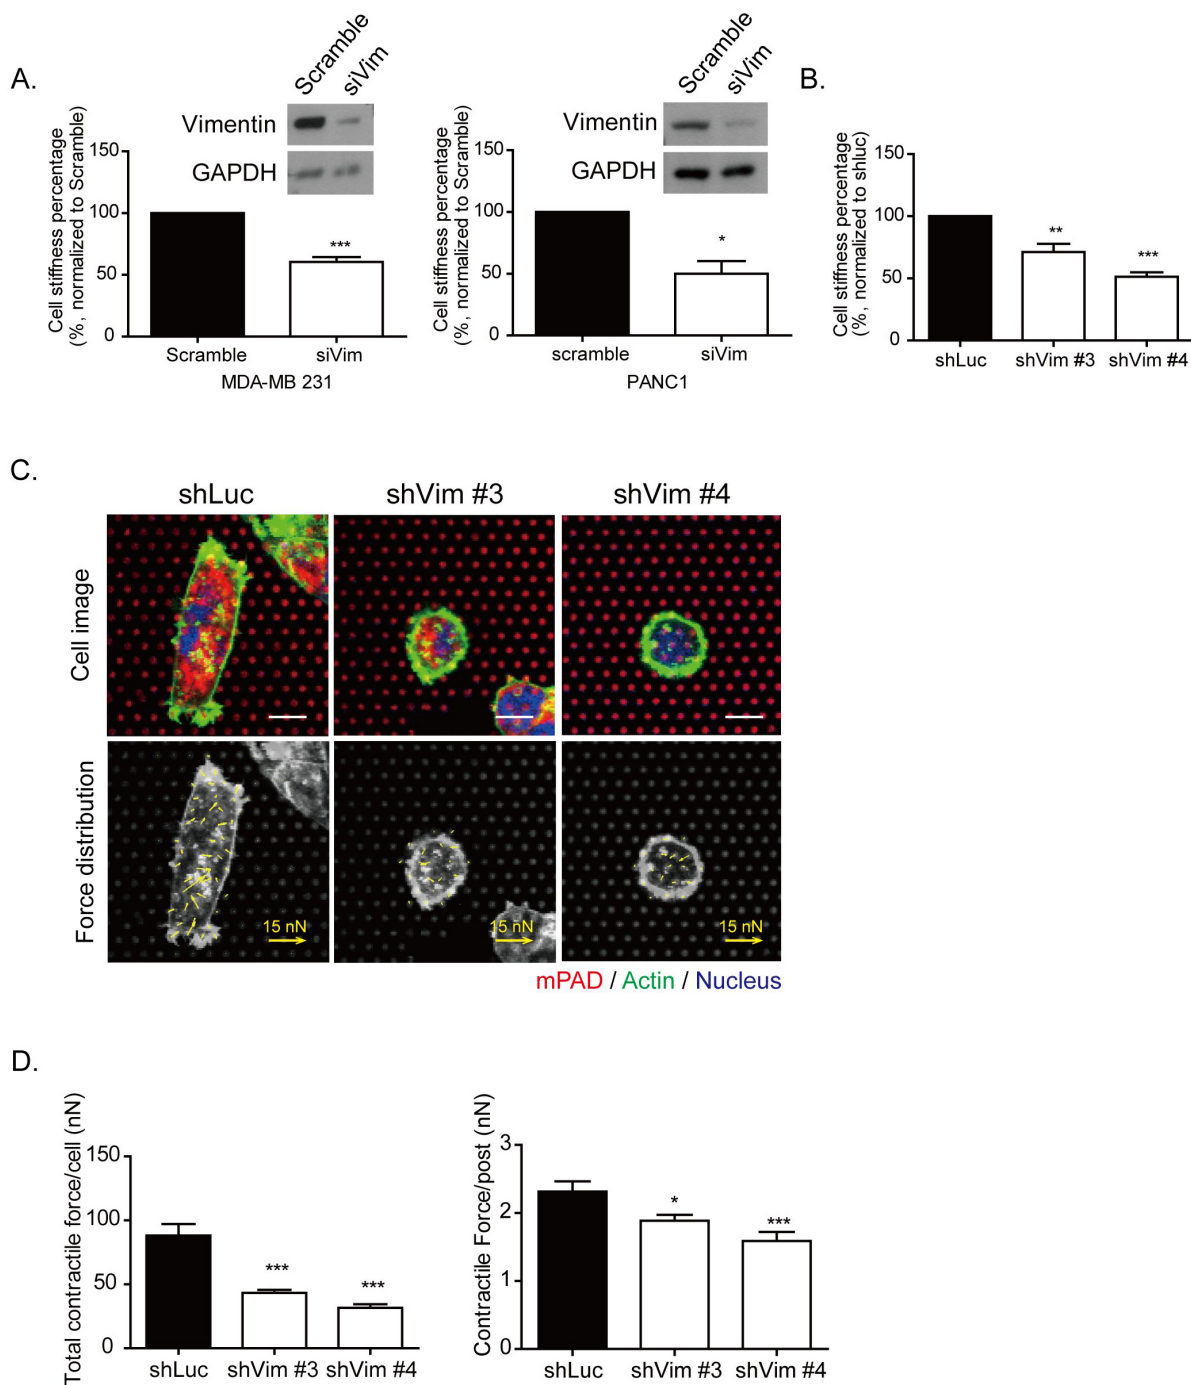 A.
Scramble
siVim
Vimentin
GAPDH
Cell stiffness percentage
(%, normalized to Scramble)
150
100
50
0
Scramble
siVim
***
MDA-MB 231
Scramble
siVim
Vimentin
GAPDH
Cell stiffness percentage
(%, normalized to Scramble)
150
100
50
0
scramble
siVim
*
PANC1
B.
Cell stiffness percentage
(%, normalized to shluc)
150
100
50
0
**
***
shLuc
shVim #3
shVim #4
C.
shLuc
shVim #3
shVim #4
Cell image
Force distribution
15 nN
15 nN
15 nN
mPAD / Actin / Nucleus
D.
Total contractile force/cell (nN)
150
100
50
0
***
***
shLuc
shVim #3
shVim #4
Contractile Force/post (nN)
3
2
1
0
*
***
shLuc
shVim #3
shVim #4